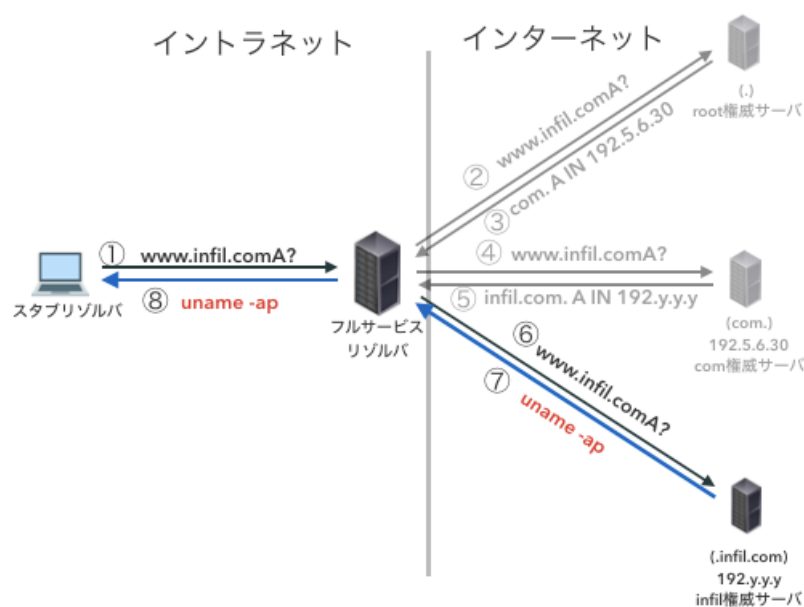 イントラネット
インターネット
(.)
root権威サーバ
② www.infil.comA?
③ com. A IN 192.5.6.30
① www.infil.comA?
⑧ uname -ap
スタブリゾルバ
フルサービス
リゾルバ
④ www.infil.comA?
⑤ infil.com. A IN 192.y.y.y
(com.)
192.5.6.30
com権威サーバ
⑥ www.infil.comA?
⑦ uname -ap
(.infil.com)
192.y.y.y
infil権威サーバ